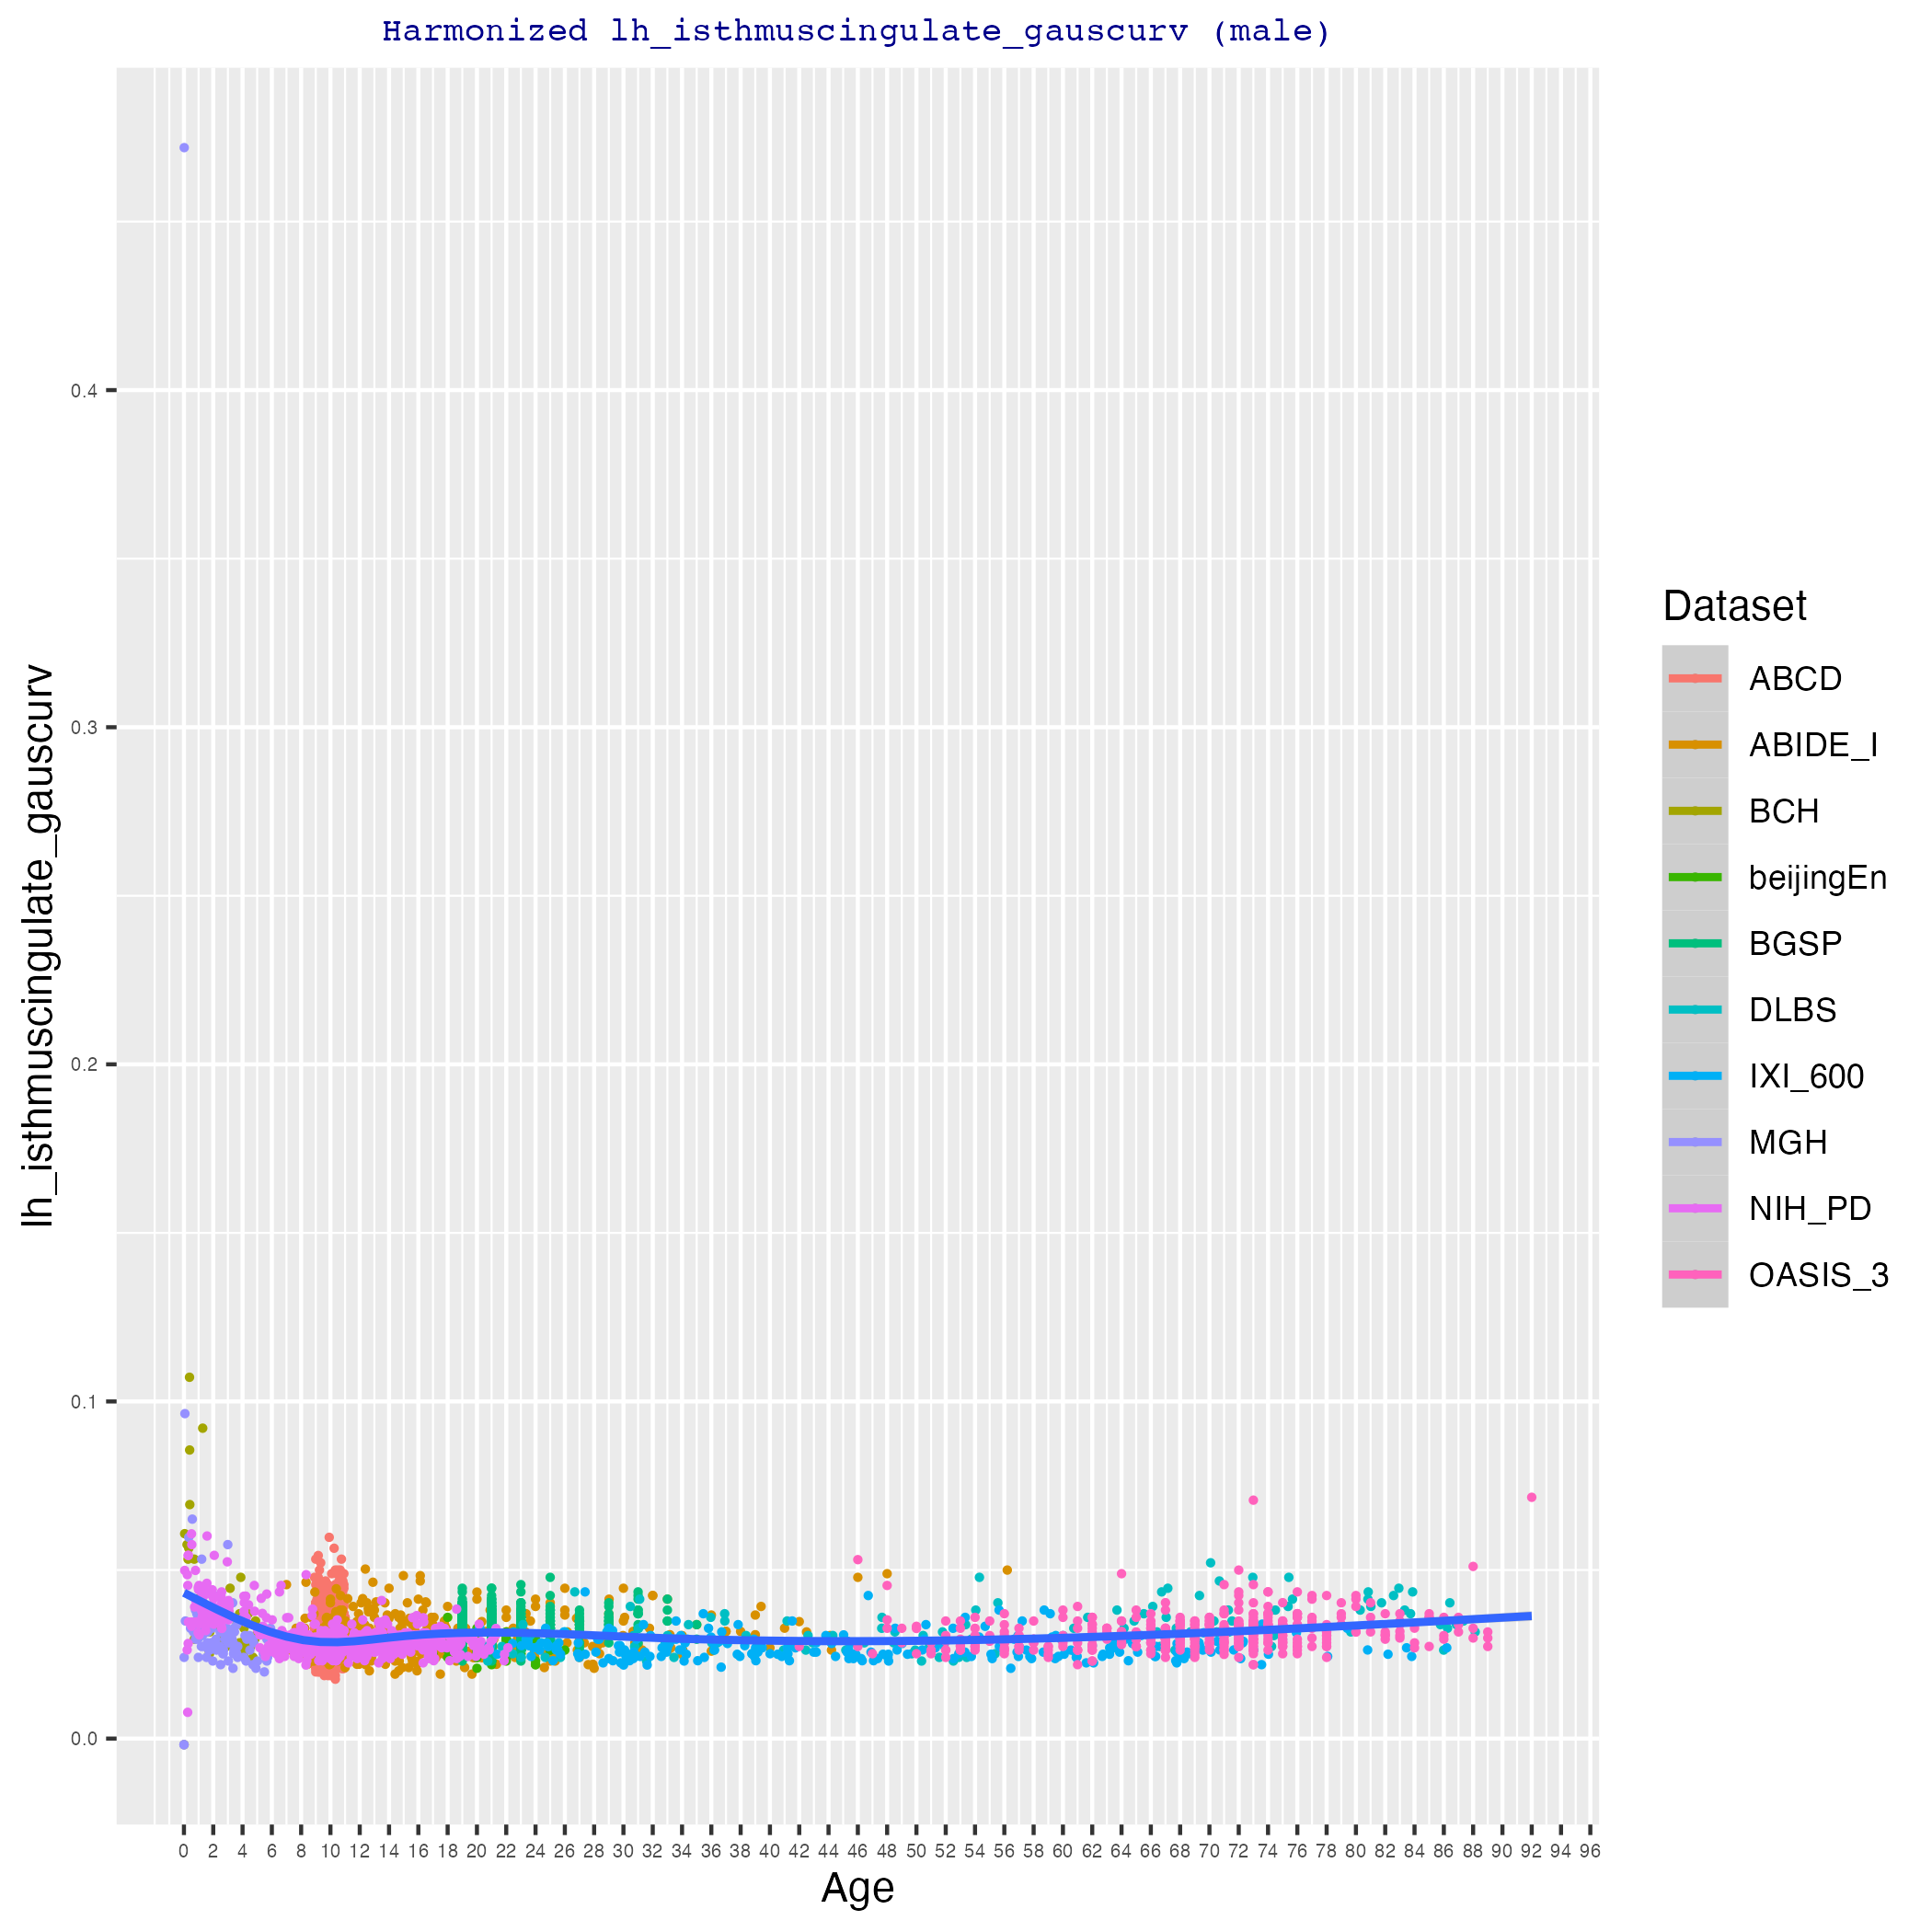 Harmonized lh_isthmuscingulate_gauscurv (male)
lh_isthmuscingulate_gauscurv
0.4
0.3
0.2
0.1
0.0
0 2 4 6 8 10 12 14 16 18 20 22 24 26 28 30 32 34 36 38 40 42 44 46 48 50 52 54 56 58 60 62 64 66 68 70 72 74 76 78 80 82 84 86 88 90 92 94 96
Age
Dataset
ABCD
ABIDE_I
BCH
beijingEn
BGSP
DLBS
IXI_600
MGH
NIH_PD
OASIS_3